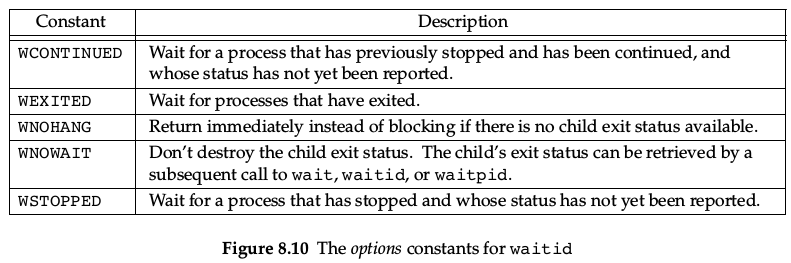 Constant Description
WCONTINUED Wait for a process that has previously stopped and has been continued, and
whose status has not yet been reported.
WEXITED Wait for processes that have exited.
WNOHANG Return immediately instead of blocking if there is no child exit status available.
WNOWAIT Don't destroy the child exit status. The child's exit status can be retrieved by a
subsequent call to wait, waitid, or waitpid.
WSTOPPED Wait for a process that has stopped and whose status has not yet been reported.
Figure 8.10 The options constants for waitid